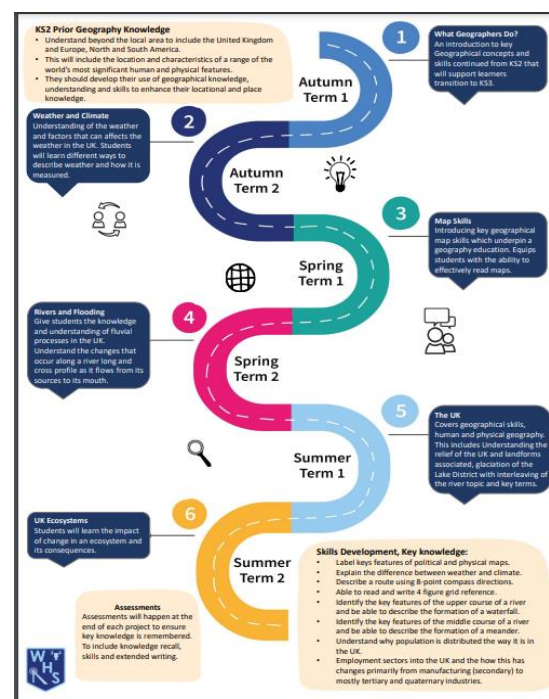 KS2 Prior Geography Knowledge
• Understand beyond the local area to include the United Kingdom
and Europe, North and South America.
• This will include the location and characteristics of a range of the
world's most significant human and physical features.
• They should develop their use of geographical knowledge,
understanding and skills to enhance their locational and place
knowledge.
1
Autumn
Term 1
What Geographers Do?
An introduction to key
Geographical concepts and
skills continued from KS2 that
will support learners
transition to KS3.
2
Weather and Climate
Understanding of the weather
and factors that can affects the
weather in the UK. Students
will learn different ways to
describe weather and how it is
measured.
Autumn
Term 2
3
Map Skills
Introducing key geographical
map skills which underpin a
geography education. Equips
students with the ability to
effectively read maps.
Spring
Term 1
4
Rivers and Flooding
Give students the knowledge
and understanding of fluvial
processes in the UK.
Understand the changes that
occur along a river long and
cross profile as it flows from its
sources to its mouth.
Spring
Term 2
5
The UK
Covers geographical skills,
human and physical geography.
This includes Understanding the
relief of the UK and landforms
associated, glaciation of the
Lake District with interleaving of
the river topic and key terms.
Summer
Term 1
6
UK Ecosystems
Students will learn the impact
of change in an ecosystem and
its consequences.
Summer
Term 2
Skills Development, Key knowledge:
• Label keys features of political and physical maps.
• Explain the difference between weather and climate.
• Describe a route using 8-point compass directions.
• Able to read and write 4 figure grid reference.
• Identify the key features of the upper course of a river
and be able to describe the formation of a waterfall.
• Identify the key features of the middle course of a river
and be able to describe the formation of a meander.
• Understand why population is distributed the way it is in
the UK.
• Employment sectors into the UK and the how this has
changes primarily from manufacturing (secondary) to
mostly tertiary and quaternary industries.
Assessments
Assessments will happen at the
end of each project to ensure
key knowledge is remembered.
To include knowledge recall,
skills and extended writing.
W H S